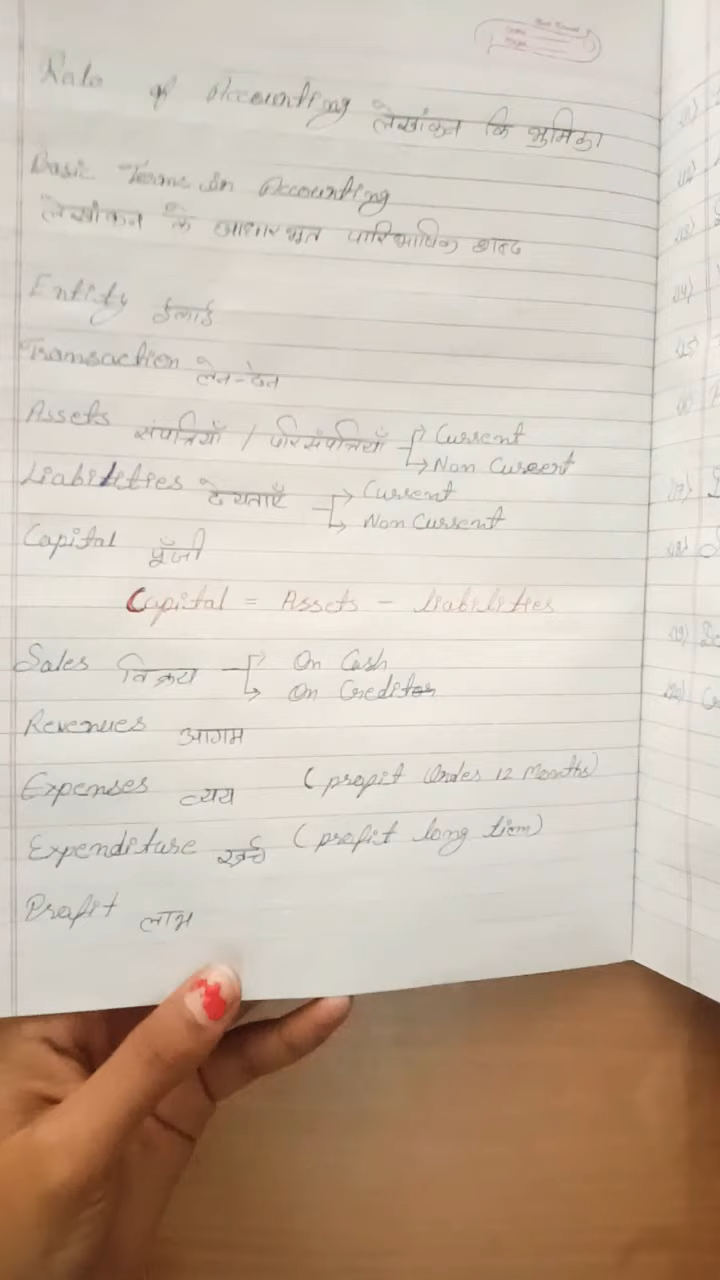 Role of Accounting लेखांकन कि भुमिका
Basic Terms in Accounting
लेखांकन के आधारभूत पारिभाषिक शब्द
Entity ईकाई
Transaction लेन-देन
Assets संपत्तियाँ / परिसंपत्तियाँ → Current
→ Non Current
Liabilities देयताएँ → Current
→ Non Current
Capital पूँजी
Capital = Assets - Liabilities
Sales विक्रय → On Cash
→ On Credit
Revenues आगम
Expenses व्यय (profit Under 12 Months)
Expenditure खर्च (profit long tirm)
Profit लाभ